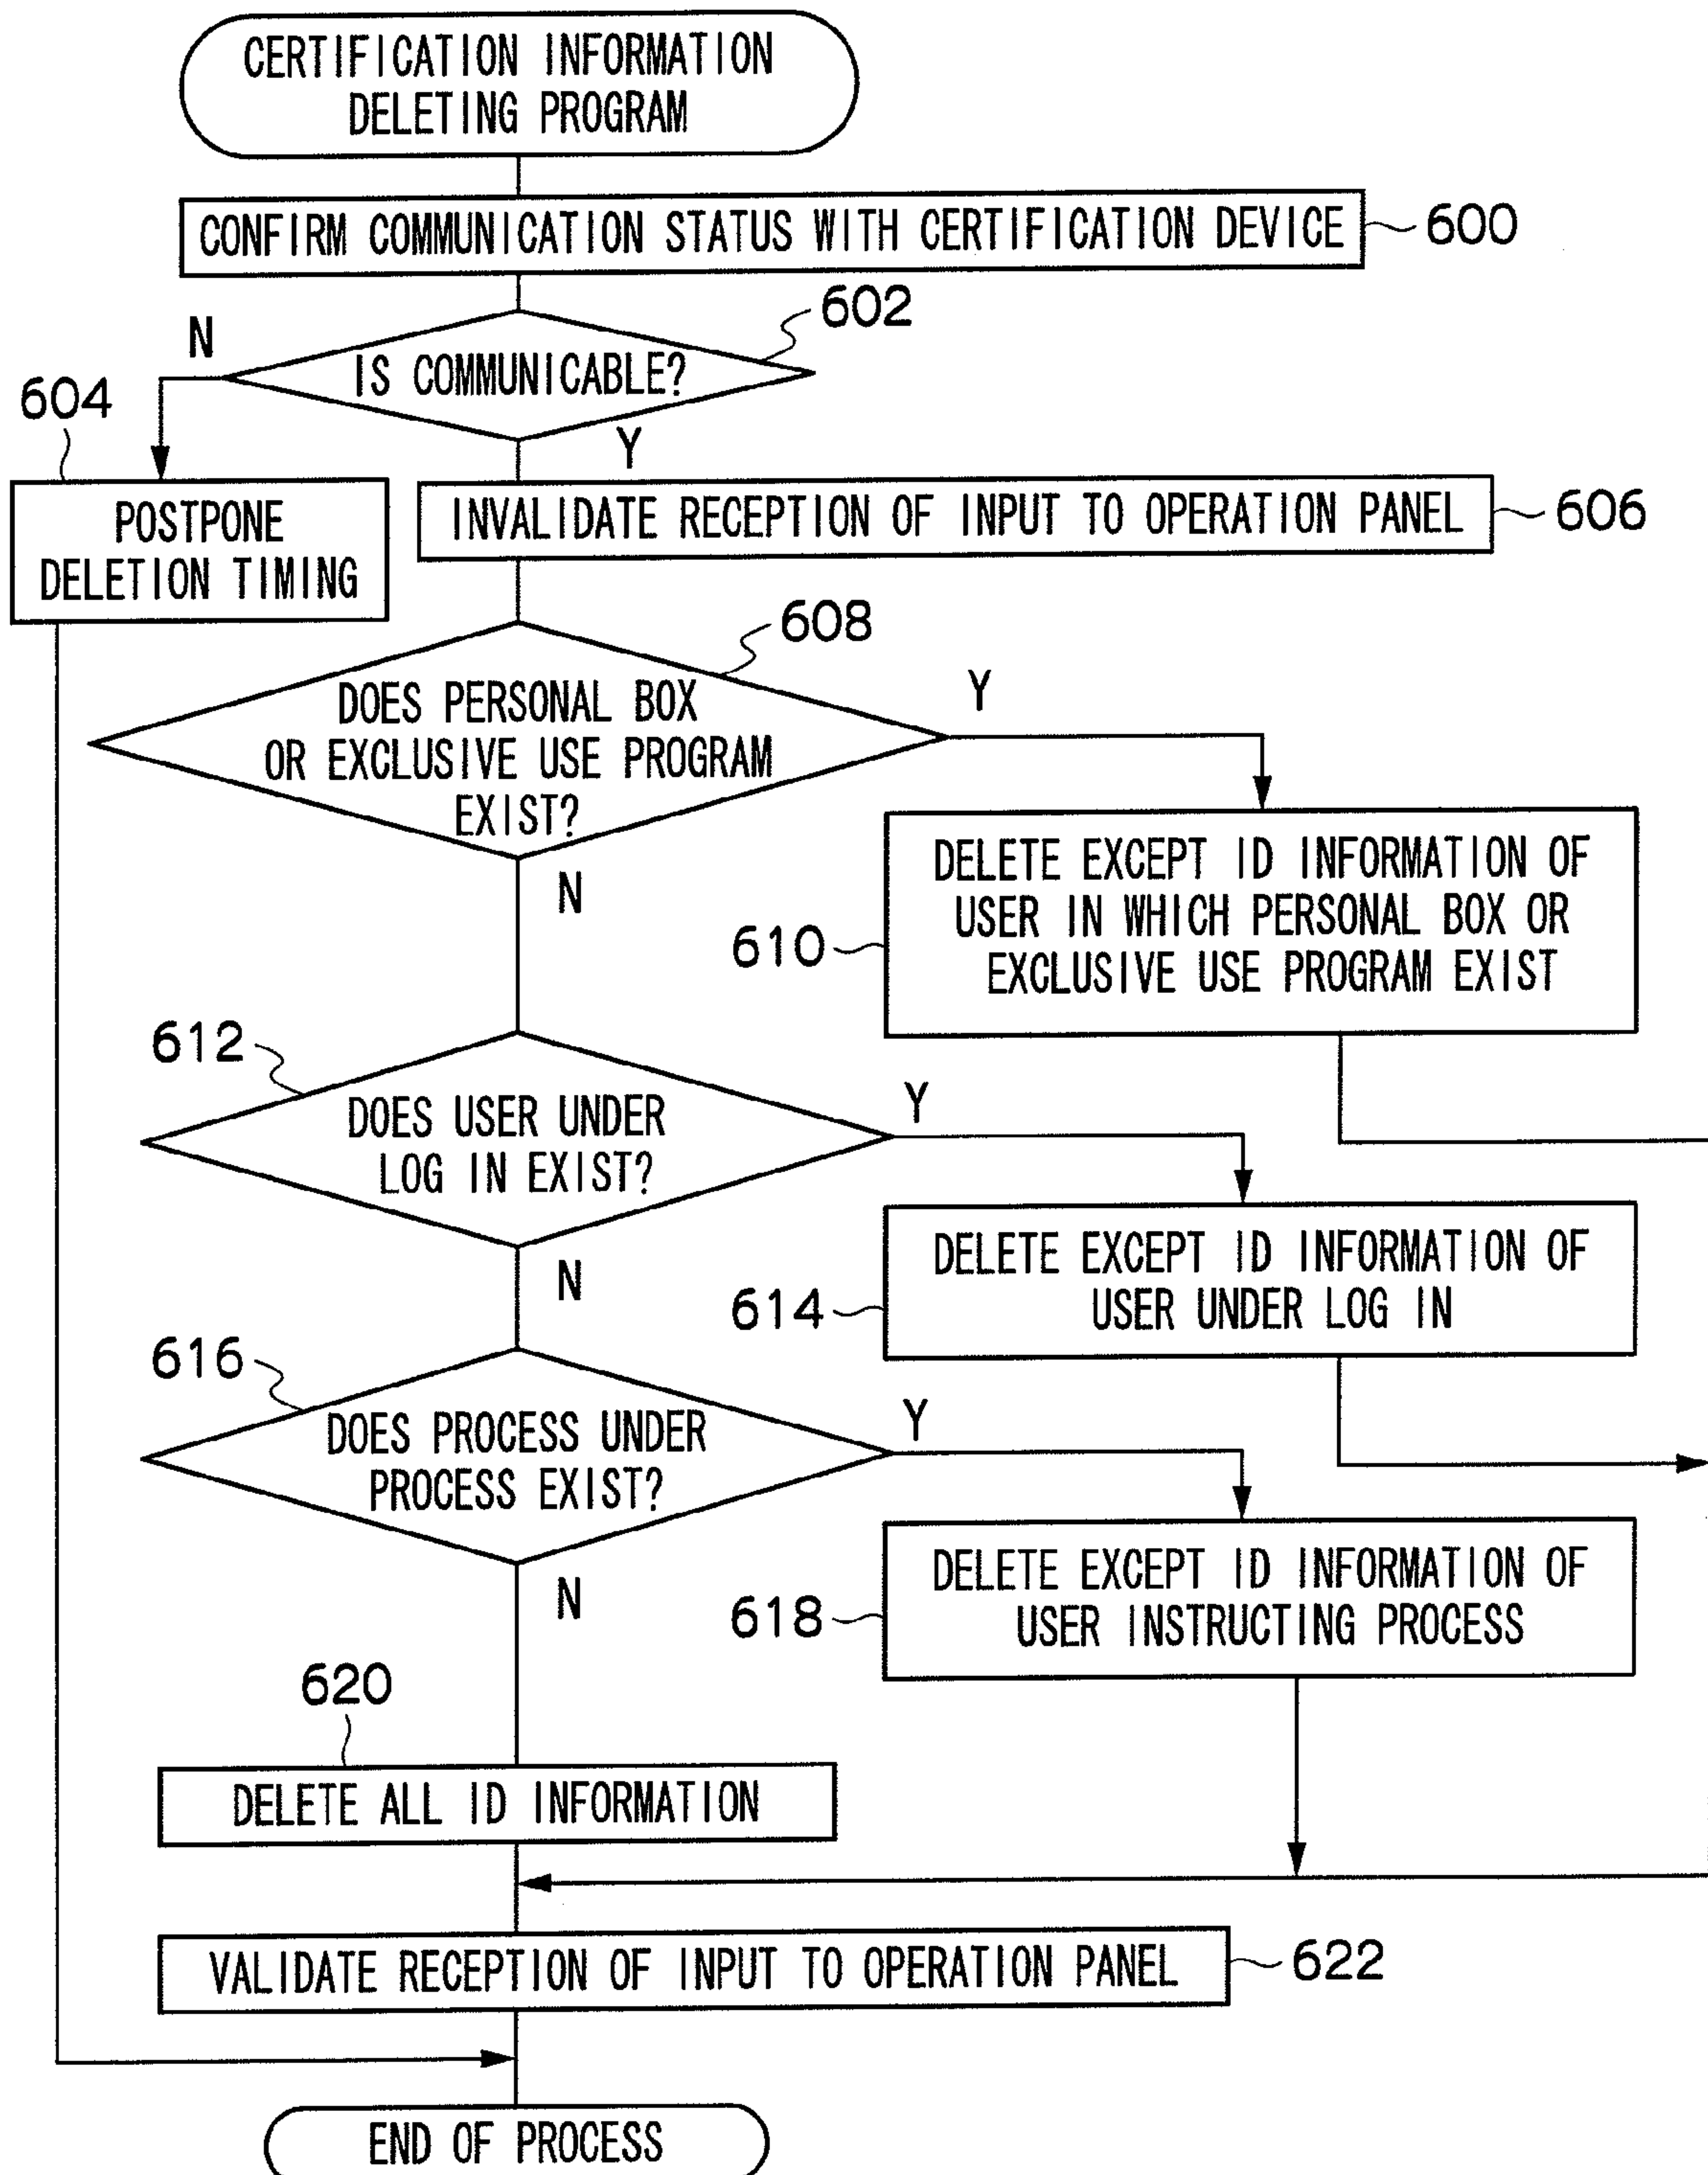 CERTIFICATION INFORMATION
DELETING PROGRAM
CONFIRM COMMUNICATION STATUS WITH CERTIFICATION DEVICE
600
602
N
IS COMMUNICABLE?
604
Y
POSTPONE
DELETION TIMING
INVALIDATE RECEPTION OF INPUT TO OPERATION PANEL
606
608
DOES PERSONAL BOX
OR EXCLUSIVE USE PROGRAM
EXIST?
Y
N
610
DELETE EXCEPT ID INFORMATION OF
USER IN WHICH PERSONAL BOX OR
EXCLUSIVE USE PROGRAM EXIST
612
DOES USER UNDER
LOG IN EXIST?
Y
N
614
DELETE EXCEPT ID INFORMATION OF
USER UNDER LOG IN
616
DOES PROCESS UNDER
PROCESS EXIST?
Y
N
618
DELETE EXCEPT ID INFORMATION OF
USER INSTRUCTING PROCESS
620
DELETE ALL ID INFORMATION
VALIDATE RECEPTION OF INPUT TO OPERATION PANEL
622
END OF PROCESS